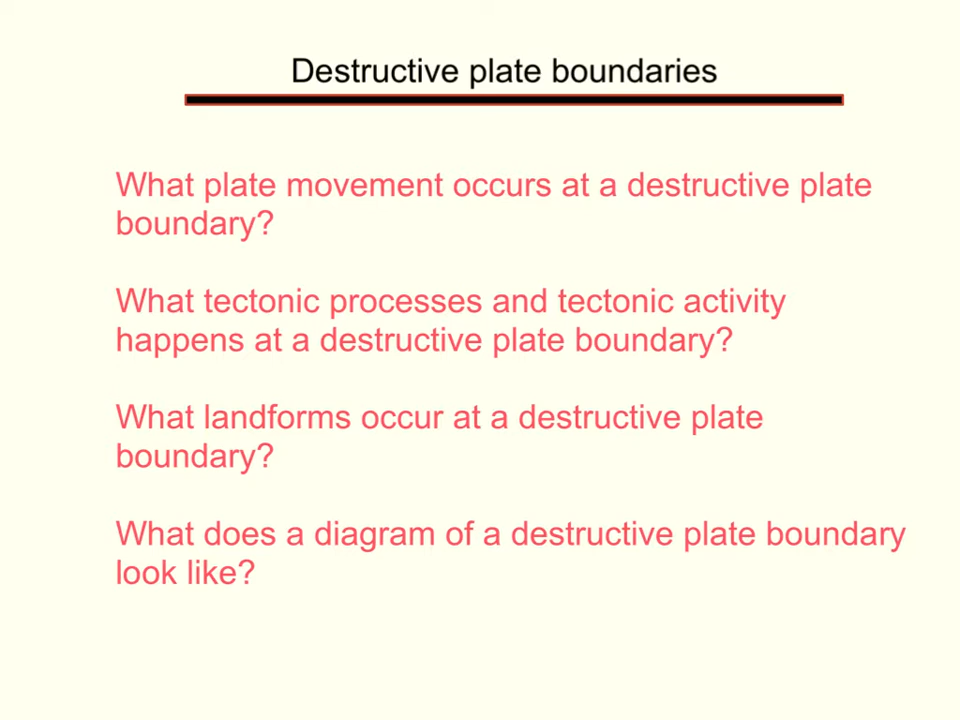 Destructive plate boundaries
What plate movement occurs at a destructive plate
boundary?
What tectonic processes and tectonic activity
happens at a destructive plate boundary?
What landforms occur at a destructive plate
boundary?
What does a diagram of a destructive plate boundary
look like?